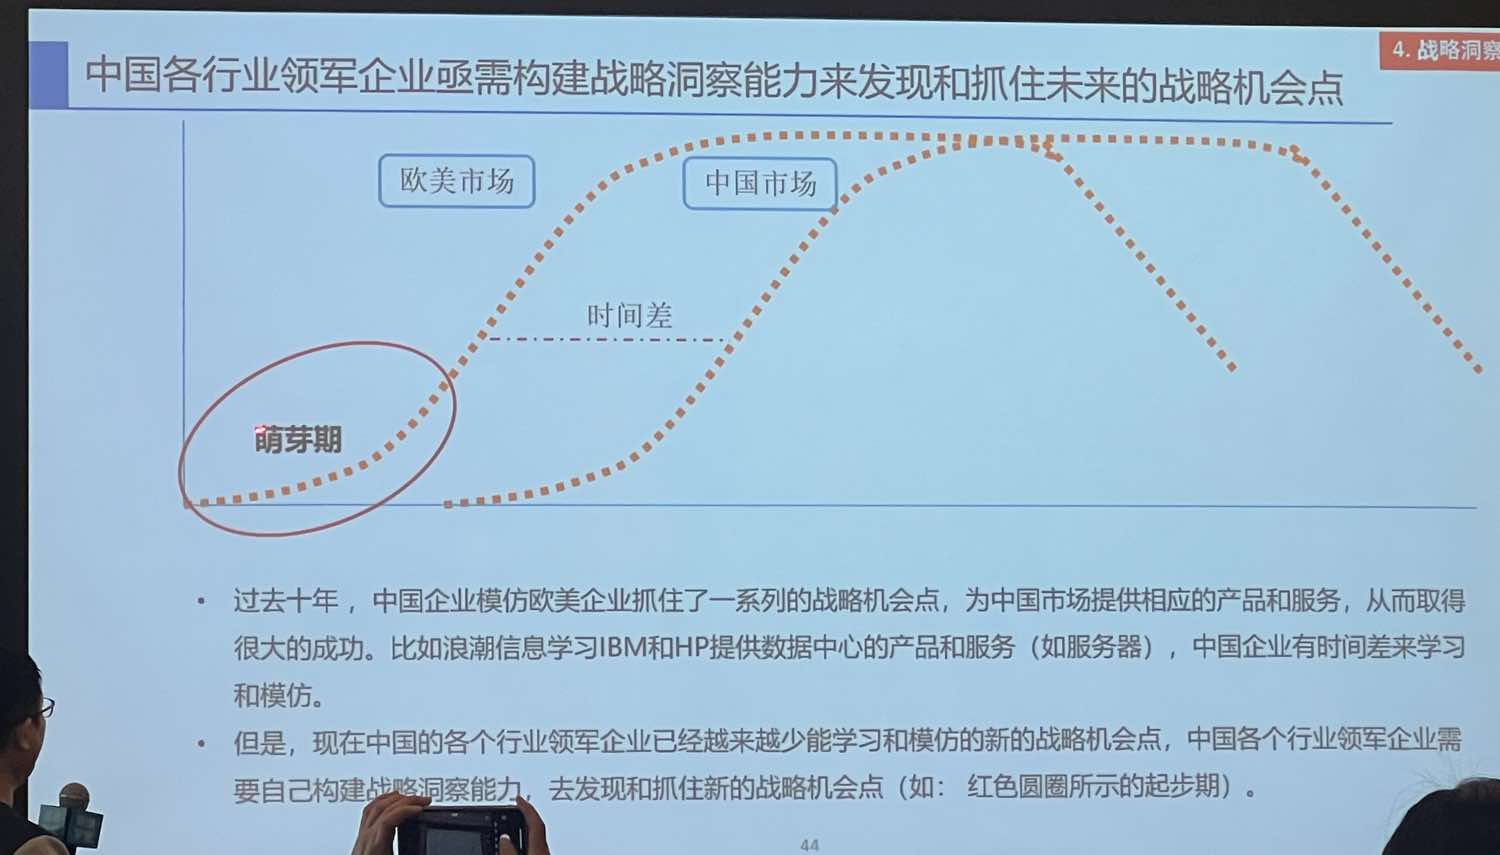 4. 战略洞察
中国各行业领军企业亟需构建战略洞察能力来发现和抓住未来的战略机会点
欧美市场
中国市场
时间差
萌芽期
• 过去十年，中国企业模仿欧美企业抓住了一系列的战略机会点，为中国市场提供相应的产品和服务，从而取得
很大的成功。比如浪潮信息学习IBM和HP提供数据中心的产品和服务（如服务器），中国企业有时间差来学习
和模仿。
• 但是，现在中国的各个行业领军企业已经越来越少能学习和模仿的新的战略机会点，中国各个行业领军企业需
要自己构建战略洞察能力，去发现和抓住新的战略机会点（如： 红色圆圈所示的起步期）。
44